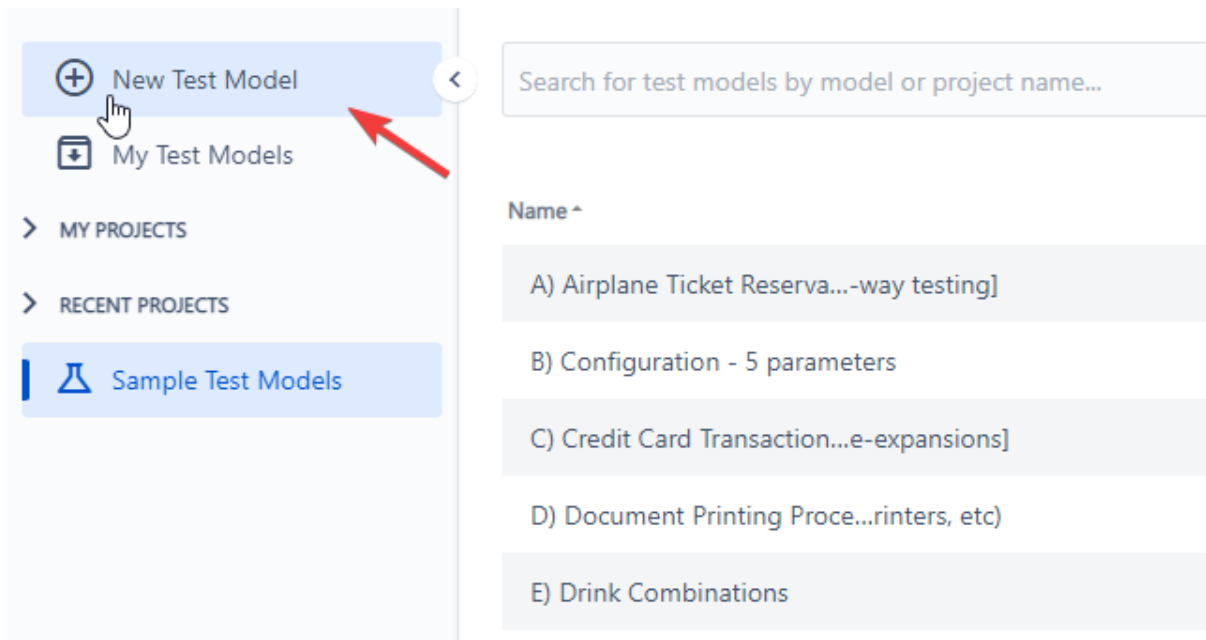 New Test Model
My Test Models
MY PROJECTS
RECENT PROJECTS
Sample Test Models
Search for test models by model or project name...
Name
A) Airplane Ticket Reserva...-way testing]
B) Configuration - 5 parameters
C) Credit Card Transaction...e-expansions]
D) Document Printing Proce...rinters, etc)
E) Drink Combinations